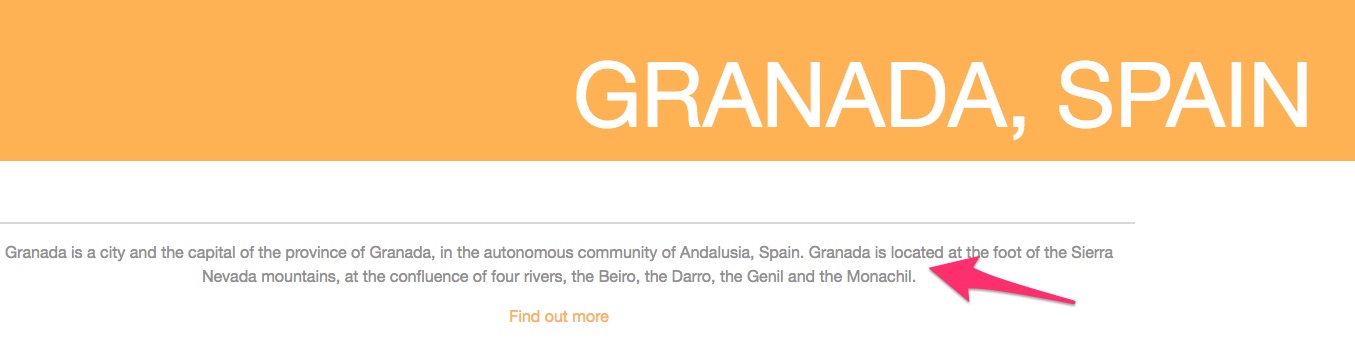 GRANADA, SPAIN
Granada is a city and the capital of the province of Granada, in the autonomous community of Andalusia, Spain. Granada is located at the foot of the Sierra
Nevada mountains, at the confluence of four rivers, the Beiro, the Darro, the Genil and the Monachil.
Find out more